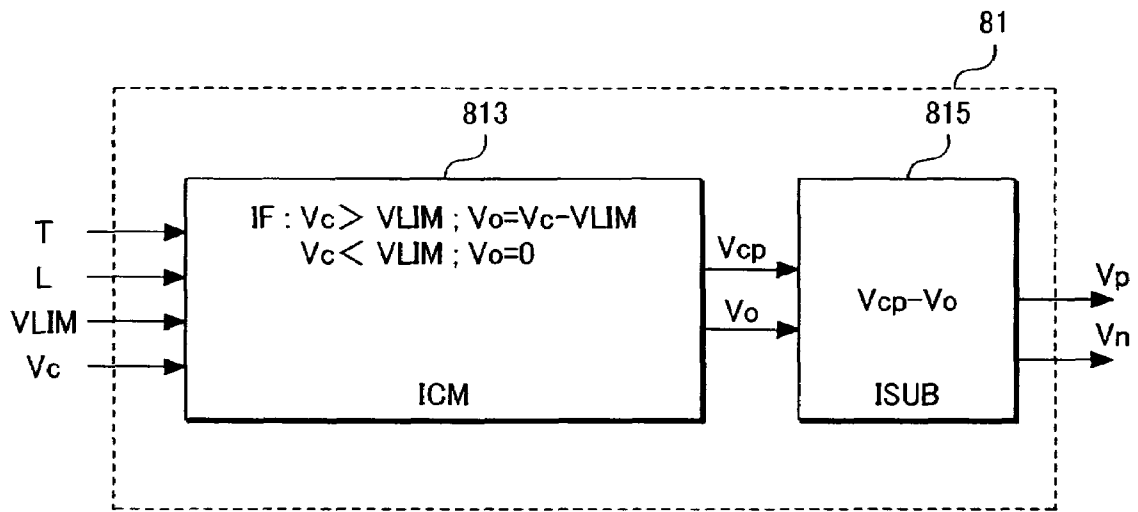 81
813
815
T
L
VLIM
Vc
IF : Vc> VLIM ; Vo=Vc-VLIM
Vc< VLIM ; Vo=0
ICM
Vcp
Vo
Vcp-Vo
ISUB
Vp
Vn